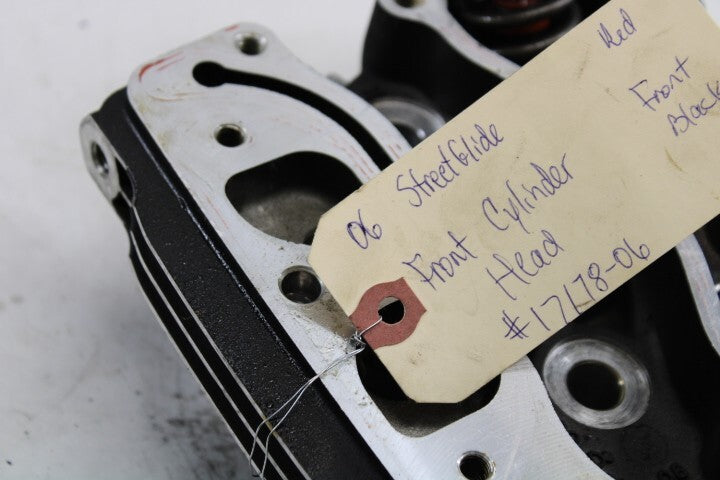 Red
Front
Black
06 StreetGlide
Front Cylinder
Head
#17178-06